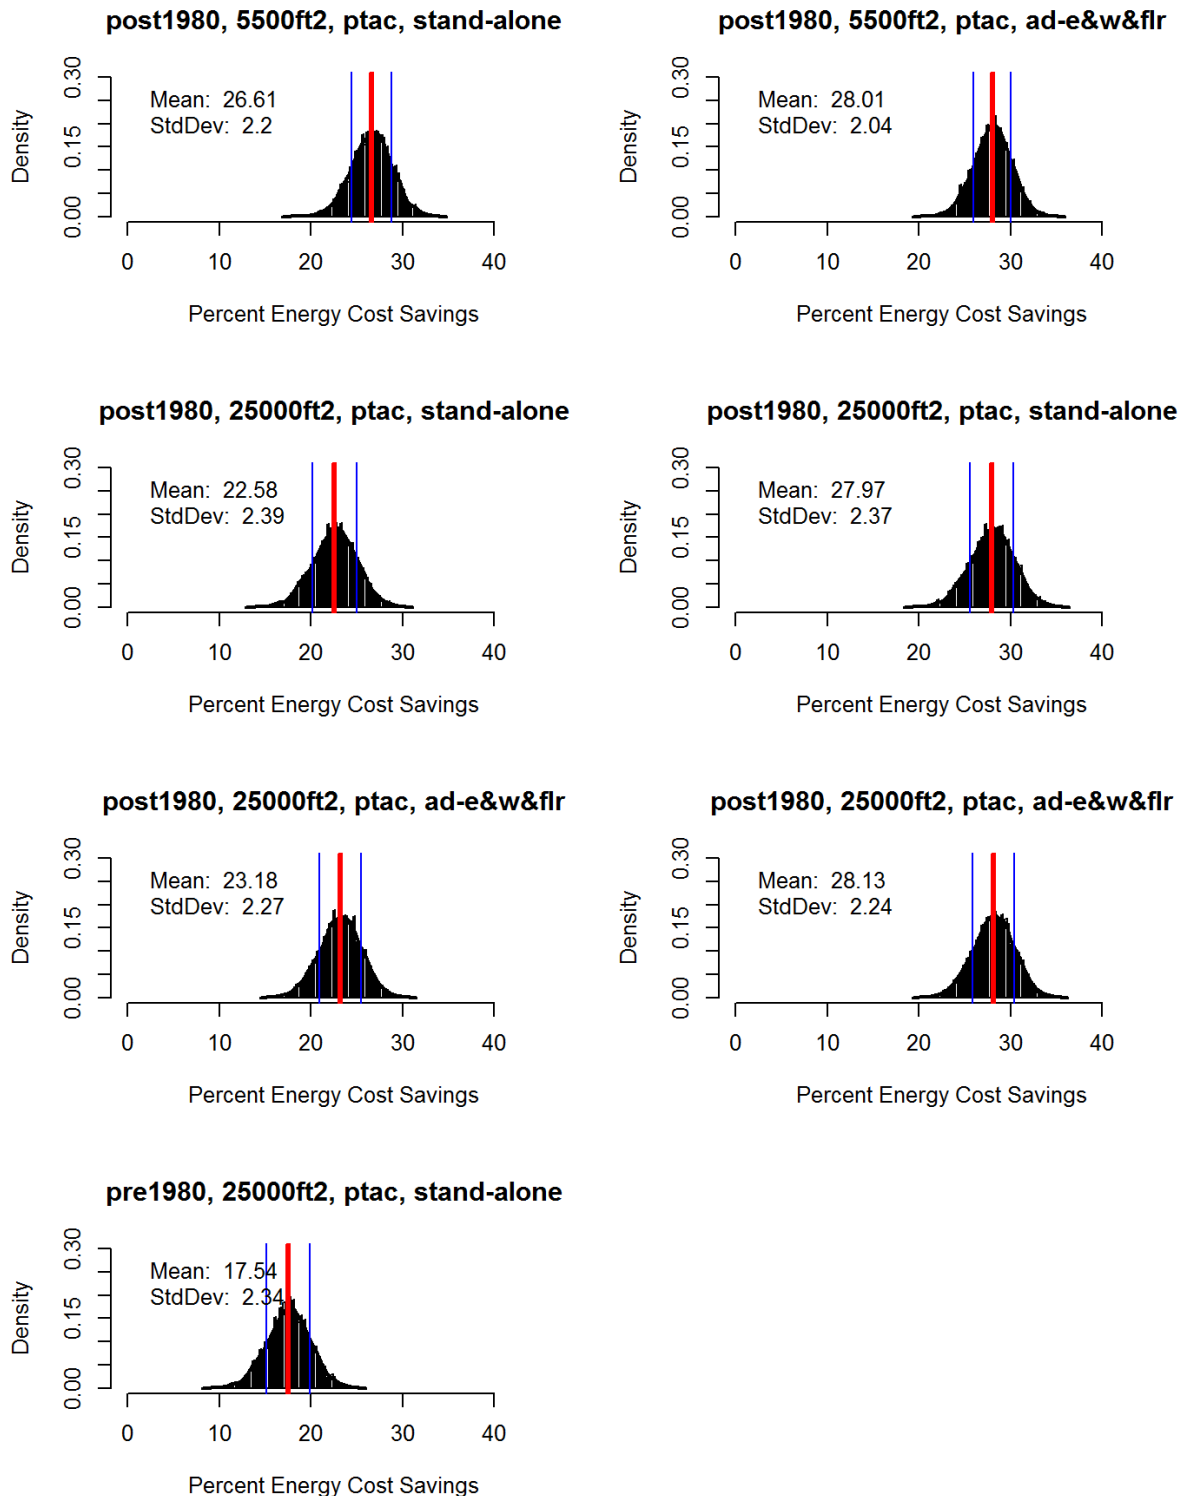 post1980, 5500ft2, ptac, stand-alone
Density
0.00 0.15 0.30
Mean: 26.61
StdDev: 2.2
0 10 20 30 40
Percent Energy Cost Savings
post1980, 5500ft2, ptac, ad-e&w&flr
Density
0.00 0.15 0.30
Mean: 28.01
StdDev: 2.04
0 10 20 30 40
Percent Energy Cost Savings
post1980, 25000ft2, ptac, stand-alone
Density
0.00 0.15 0.30
Mean: 22.58
StdDev: 2.39
0 10 20 30 40
Percent Energy Cost Savings
post1980, 25000ft2, ptac, stand-alone
Density
0.00 0.15 0.30
Mean: 27.97
StdDev: 2.37
0 10 20 30 40
Percent Energy Cost Savings
post1980, 25000ft2, ptac, ad-e&w&flr
Density
0.00 0.15 0.30
Mean: 23.18
StdDev: 2.27
0 10 20 30 40
Percent Energy Cost Savings
post1980, 25000ft2, ptac, ad-e&w&flr
Density
0.00 0.15 0.30
Mean: 28.13
StdDev: 2.24
0 10 20 30 40
Percent Energy Cost Savings
pre1980, 25000ft2, ptac, stand-alone
Density
0.00 0.15 0.30
Mean: 17.54
StdDev: 2.34
0 10 20 30 40
Percent Energy Cost Savings